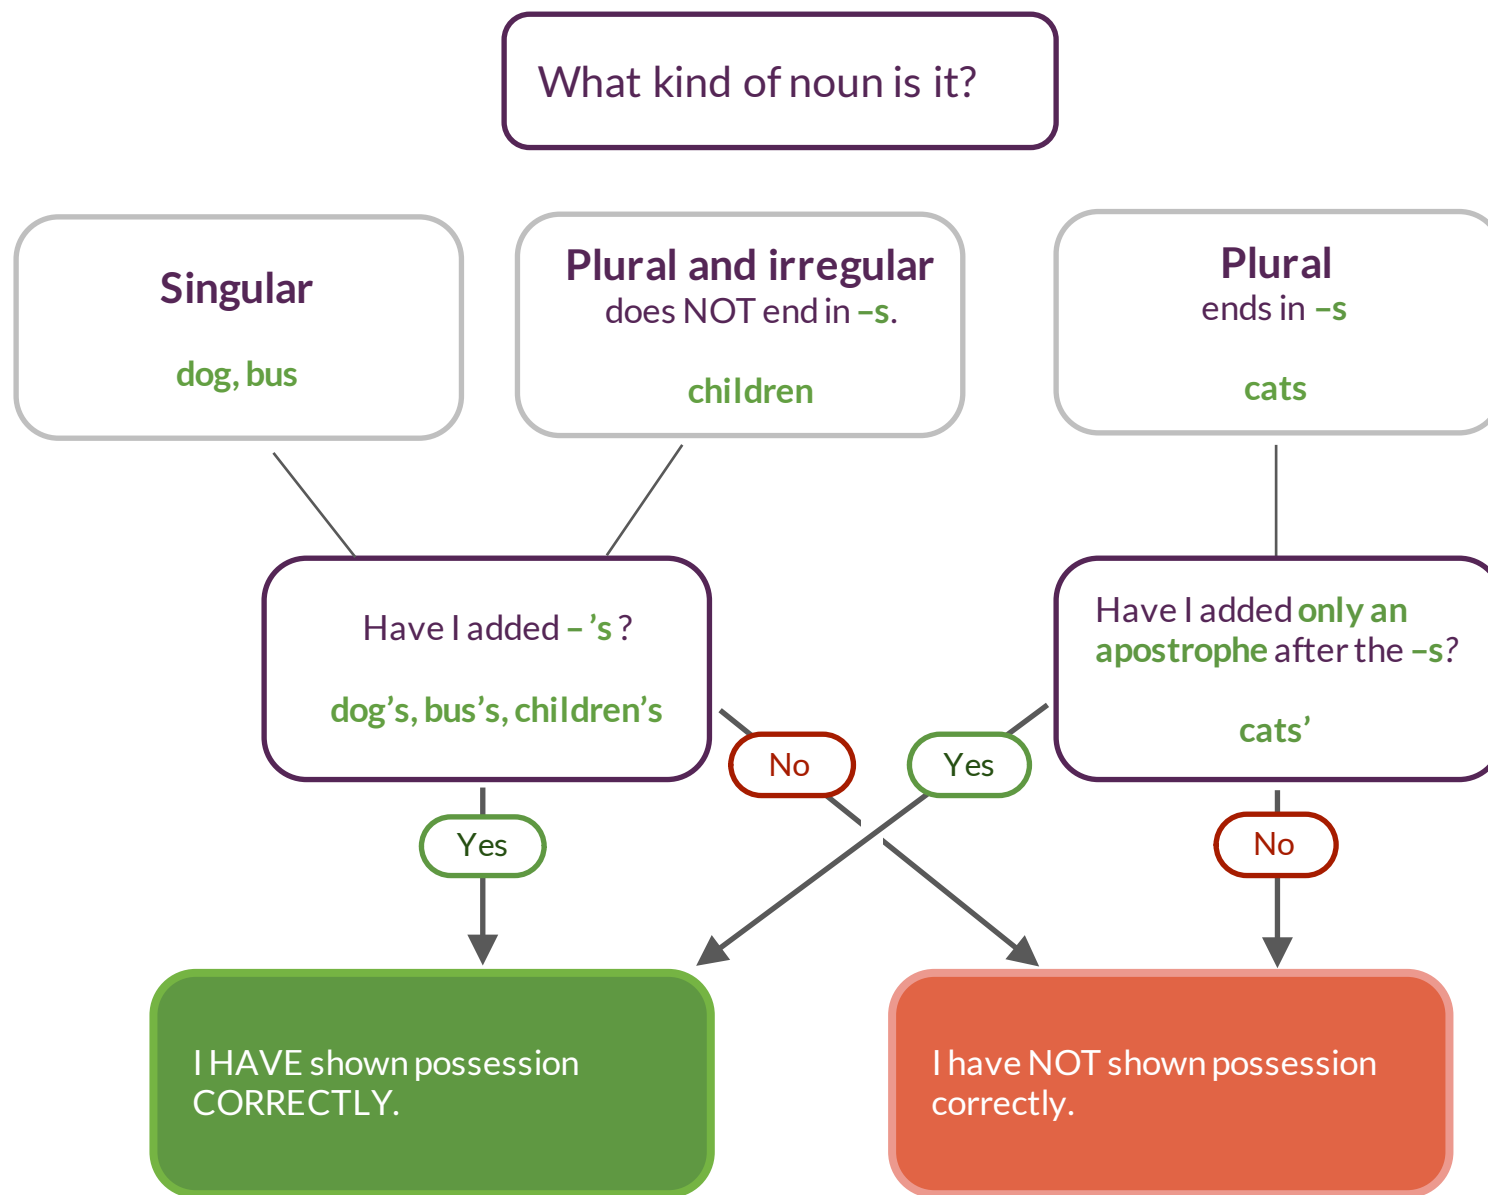 What kind of noun is it?
Singular
dog, bus
Plural and irregular
does NOT end in –s.
children
Plural
ends in –s
cats
Have I added – ’s ?
dog’s, bus’s, children’s
Have I added only an
apostrophe after the –s?
cats’
No
Yes
Yes
No
I HAVE shown possession
CORRECTLY.
I have NOT shown possession
correctly.